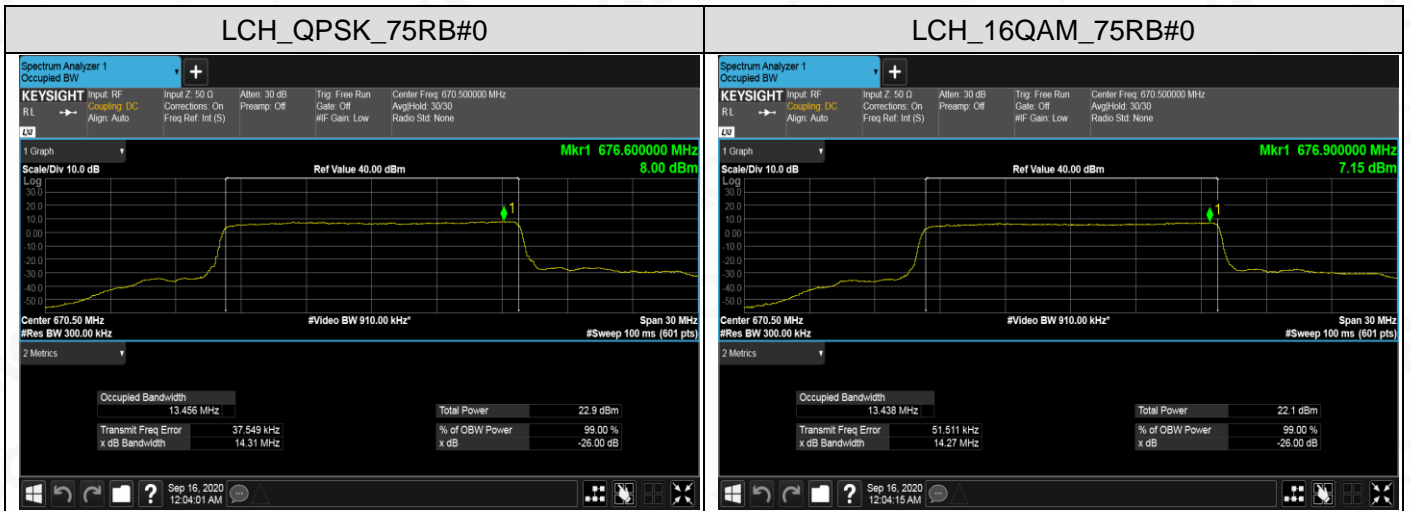 LCH_QPSK_75RB#0
Spectrum Analyzer 1
Occupied BW
+
KEYSIGHT Input: RF Input Z: 50 Ω Atten: 30 dB Trig: Free Run Center Freq: 670.500000 MHz
RL Coupling: DC Corrections: On Preamp: Off Gate: Off Avg|Hold: 30/30
Align: Auto Freq Ref: Int (S) #IF Gain: Low Radio Std: None
LXI
1 Graph Mkr1 676.600000 MHz
Scale/Div 10.0 dB Ref Value 40.00 dBm 8.00 dBm
Log
30.0
20.0
10.0
0.00
-10.0
-20.0
-30.0
-40.0
-50.0
1
Center 670.50 MHz #Video BW 910.00 kHz* Span 30 MHz
#Res BW 300.00 kHz #Sweep 100 ms (601 pts)
2 Metrics
Occupied Bandwidth
13.456 MHz Total Power 22.9 dBm
Transmit Freq Error 37.549 kHz % of OBW Power 99.00 %
x dB Bandwidth 14.31 MHz x dB -26.00 dB
? Sep 16, 2020
12:04:01 AM
LCH_16QAM_75RB#0
Spectrum Analyzer 1
Occupied BW
+
KEYSIGHT Input: RF Input Z: 50 Ω Atten: 30 dB Trig: Free Run Center Freq: 670.500000 MHz
RL Coupling: DC Corrections: On Preamp: Off Gate: Off Avg|Hold: 30/30
Align: Auto Freq Ref: Int (S) #IF Gain: Low Radio Std: None
LXI
1 Graph Mkr1 676.900000 MHz
Scale/Div 10.0 dB Ref Value 40.00 dBm 7.15 dBm
Log
30.0
20.0
10.0
0.00
-10.0
-20.0
-30.0
-40.0
-50.0
1
Center 670.50 MHz #Video BW 910.00 kHz* Span 30 MHz
#Res BW 300.00 kHz #Sweep 100 ms (601 pts)
2 Metrics
Occupied Bandwidth
13.438 MHz Total Power 22.1 dBm
Transmit Freq Error 51.511 kHz % of OBW Power 99.00 %
x dB Bandwidth 14.27 MHz x dB -26.00 dB
? Sep 16, 2020
12:04:15 AM